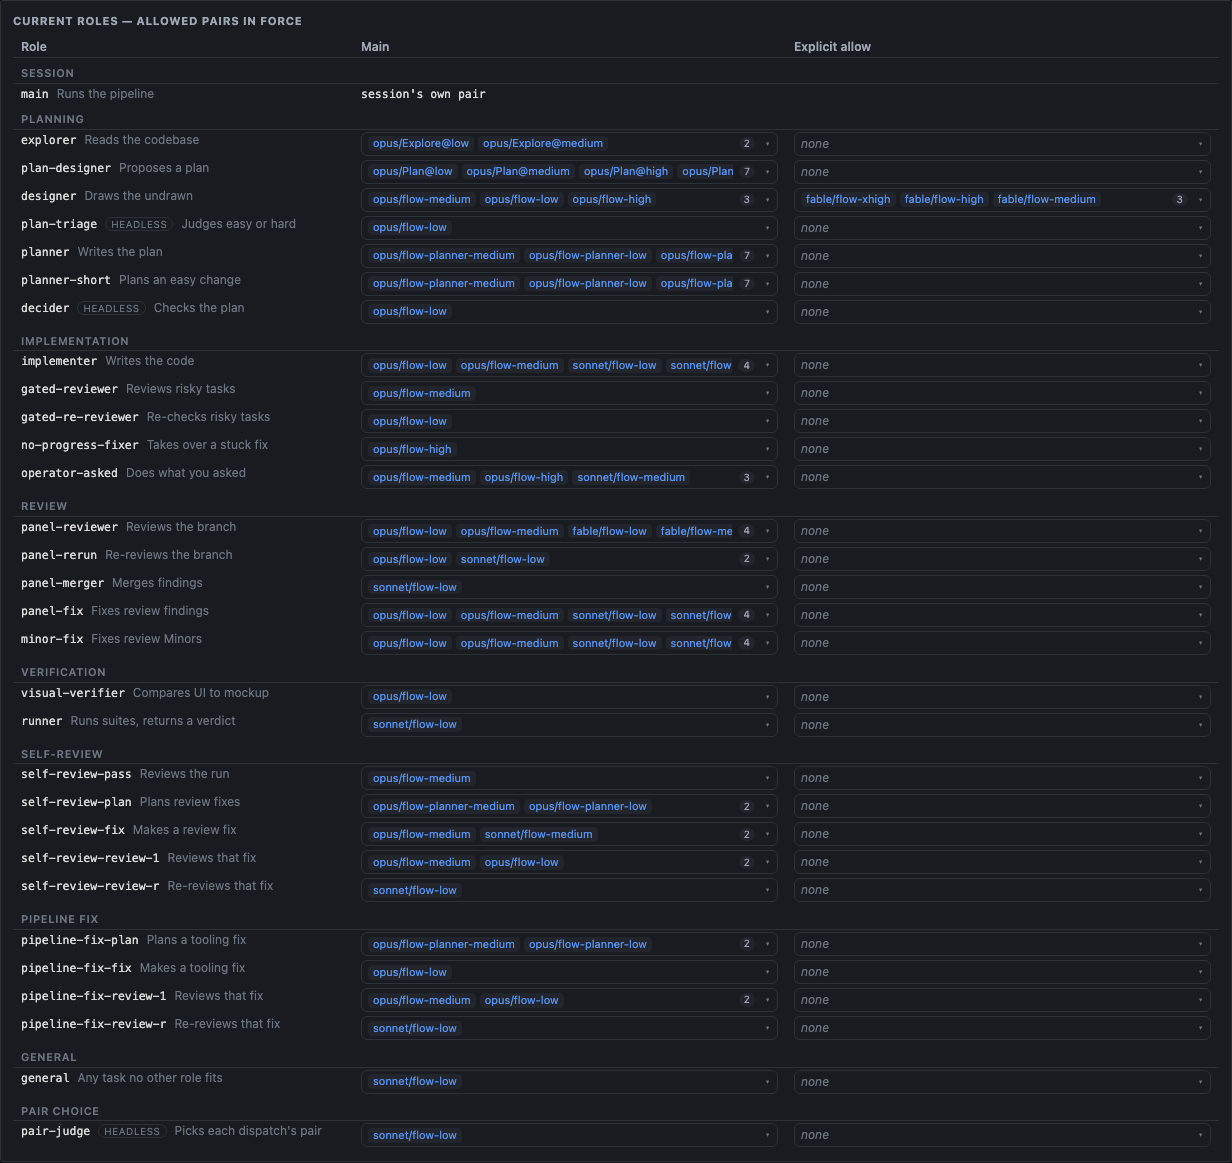 CURRENT ROLES — ALLOWED PAIRS IN FORCE
Role Main Explicit allow
SESSION
main Runs the pipeline session's own pair
PLANNING
explorer Reads the codebase opus/Explore@low opus/Explore@medium 2 none
plan-designer Proposes a plan opus/Plan@low opus/Plan@medium opus/Plan@high opus/Plan 7 none
designer Draws the undrawn opus/flow-medium opus/flow-low opus/flow-high 3 fable/flow-xhigh fable/flow-high fable/flow-medium 3
plan-triage HEADLESS Judges easy or hard opus/flow-low none
planner Writes the plan opus/flow-planner-medium opus/flow-planner-low opus/flow-pla 7 none
planner-short Plans an easy change opus/flow-planner-medium opus/flow-planner-low opus/flow-pla 7 none
decider HEADLESS Checks the plan opus/flow-low none
IMPLEMENTATION
implementer Writes the code opus/flow-low opus/flow-medium sonnet/flow-low sonnet/flow 4 none
gated-reviewer Reviews risky tasks opus/flow-medium none
gated-re-reviewer Re-checks risky tasks opus/flow-low none
no-progress-fixer Takes over a stuck fix opus/flow-high none
operator-asked Does what you asked opus/flow-medium opus/flow-high sonnet/flow-medium 3 none
REVIEW
panel-reviewer Reviews the branch opus/flow-low opus/flow-medium fable/flow-low fable/flow-me 4 none
panel-rerun Re-reviews the branch opus/flow-low sonnet/flow-low 2 none
panel-merger Merges findings sonnet/flow-low none
panel-fix Fixes review findings opus/flow-low opus/flow-medium sonnet/flow-low sonnet/flow 4 none
minor-fix Fixes review Minors opus/flow-low opus/flow-medium sonnet/flow-low sonnet/flow 4 none
VERIFICATION
visual-verifier Compares UI to mockup opus/flow-low none
runner Runs suites, returns a verdict sonnet/flow-low none
SELF-REVIEW
self-review-pass Reviews the run opus/flow-medium none
self-review-plan Plans review fixes opus/flow-planner-medium opus/flow-planner-low 2 none
self-review-fix Makes a review fix opus/flow-medium sonnet/flow-medium 2 none
self-review-review-1 Reviews that fix opus/flow-medium opus/flow-low 2 none
self-review-review-r Re-reviews that fix sonnet/flow-low none
PIPELINE FIX
pipeline-fix-plan Plans a tooling fix opus/flow-planner-medium opus/flow-planner-low 2 none
pipeline-fix-fix Makes a tooling fix opus/flow-low none
pipeline-fix-review-1 Reviews that fix opus/flow-medium opus/flow-low 2 none
pipeline-fix-review-r Re-reviews that fix sonnet/flow-low none
GENERAL
general Any task no other role fits sonnet/flow-low none
PAIR CHOICE
pair-judge HEADLESS Picks each dispatch's pair sonnet/flow-low none